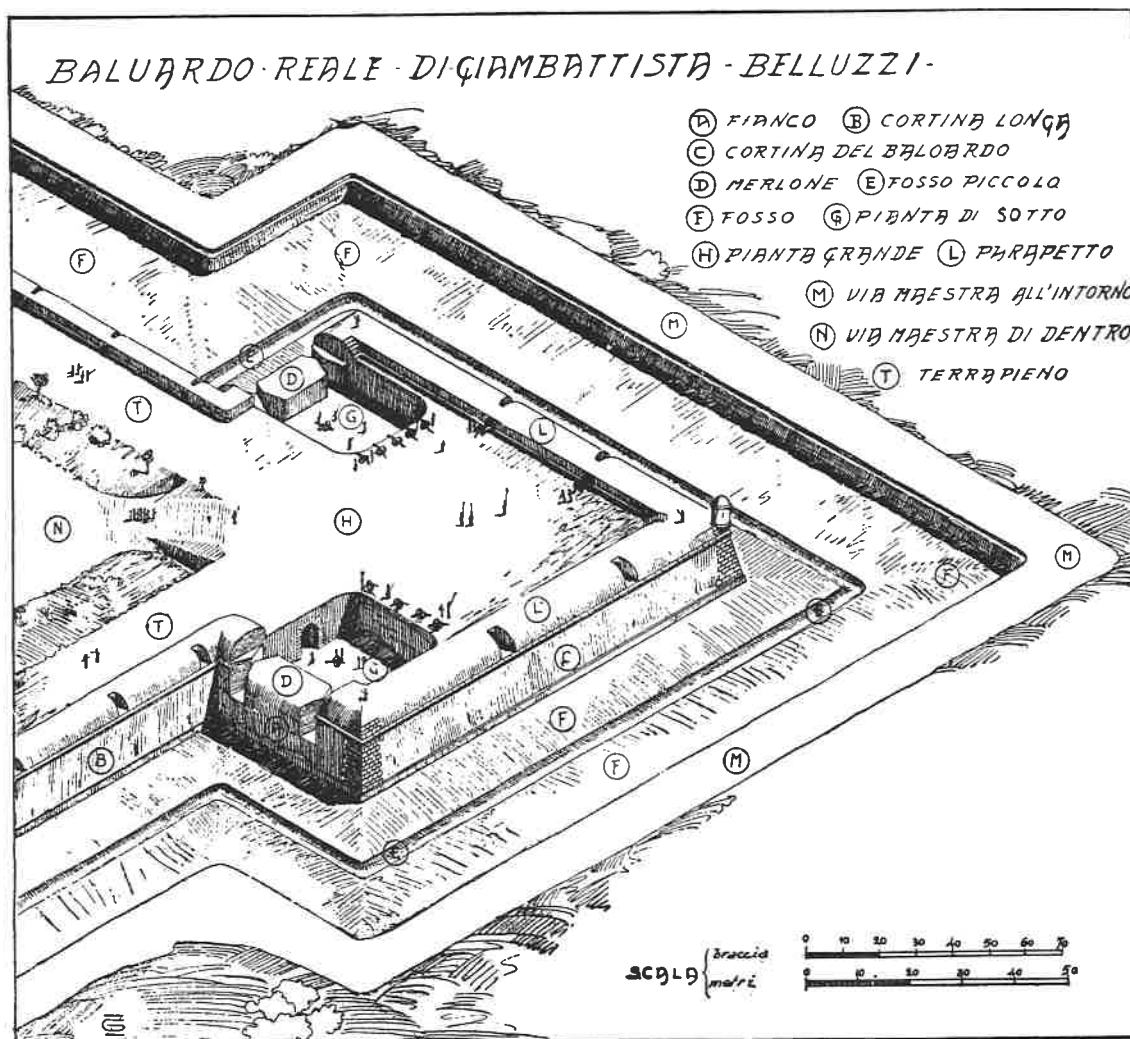 BALUARDO · REALE · DI · GIAMBATTISTA - BELLUZZI -
A FIANCO B CORTINA LONGA
C CORTINA DEL BALOARDO
D MERLONE E FOSSO PICCOLO
F FOSSO G PIANTA DI SOTTO
H PIANTA GRANDE L PARAPETTO
M VIA MAESTRA ALL'INTORNO
N VIA MAESTRA DI DENTRO
T TERRAPIENO
F
F
M
E
D
T
G
L
N
H
M
F
E
T
L
E
D
G
F
A
B
F
M
E
SCALA
braccia
0 10 20 30 40 50 60 70
metri
0 10 20 30 40 50